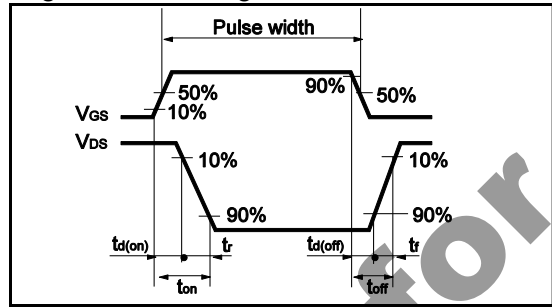 Pulse width
90%
50%
50%
10%
VGS
VDS
10%
10%
90%
90%
td(on)
tr
td(off)
tf
ton
toff
for